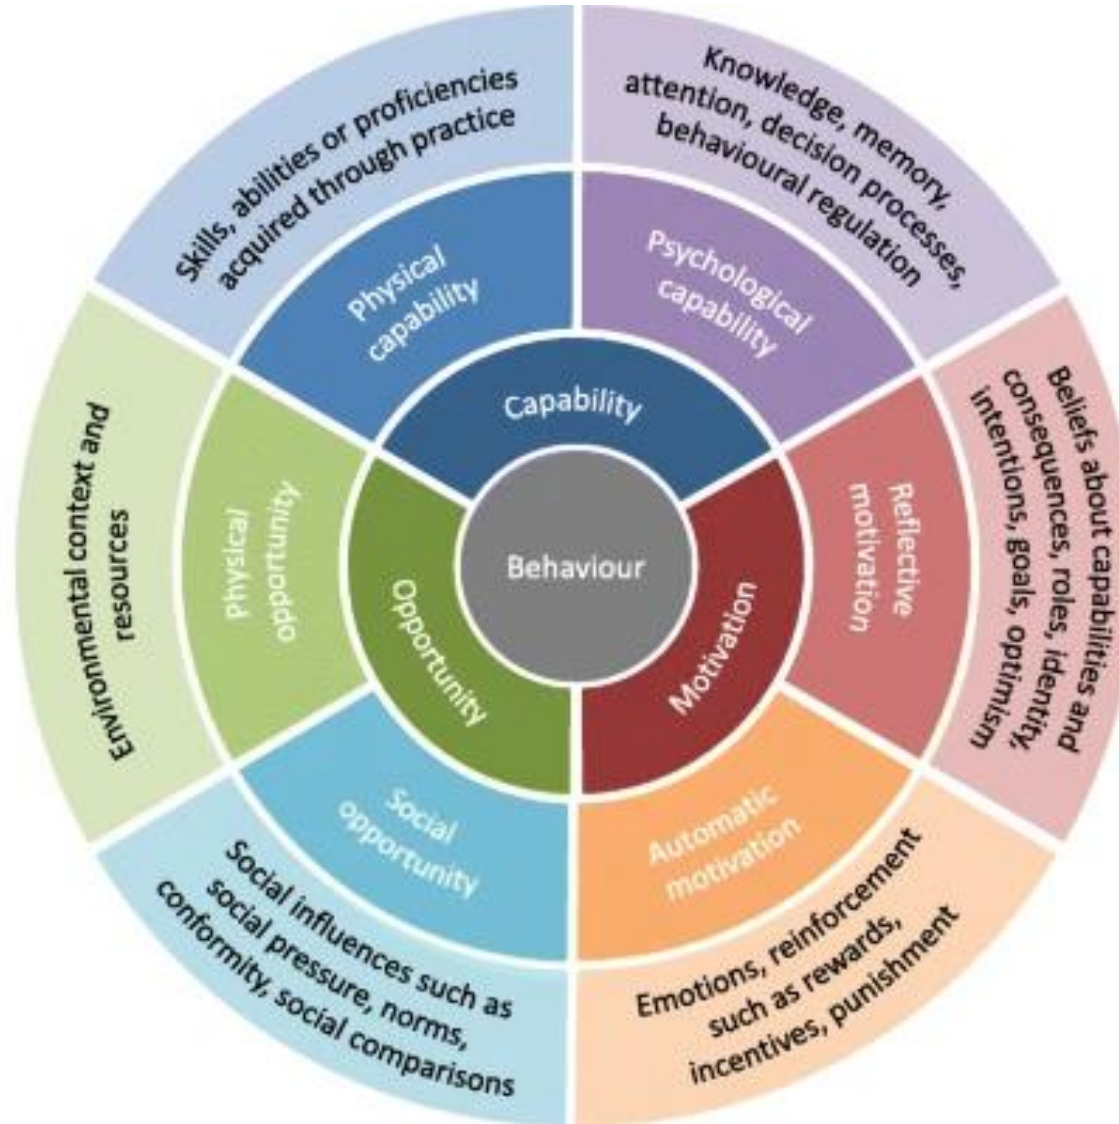 Skills, abilities or proficiencies
acquired through practice
Knowledge, memory,
attention, decision processes,
behavioural regulation
Physical
capability
Psychological
capability
Capability
Beliefs about capabilities and
consequences, roles, identity,
intentions, goals, optimism
Reflective
motivation
Environmental context and
resources
Physical
opportunity
Behaviour
Opportunity
Motivation
Social
opportunity
Automatic
motivation
Social influences such as
social pressure, norms,
conformity, social comparisons
Emotions, reinforcement
such as rewards,
incentives, punishment